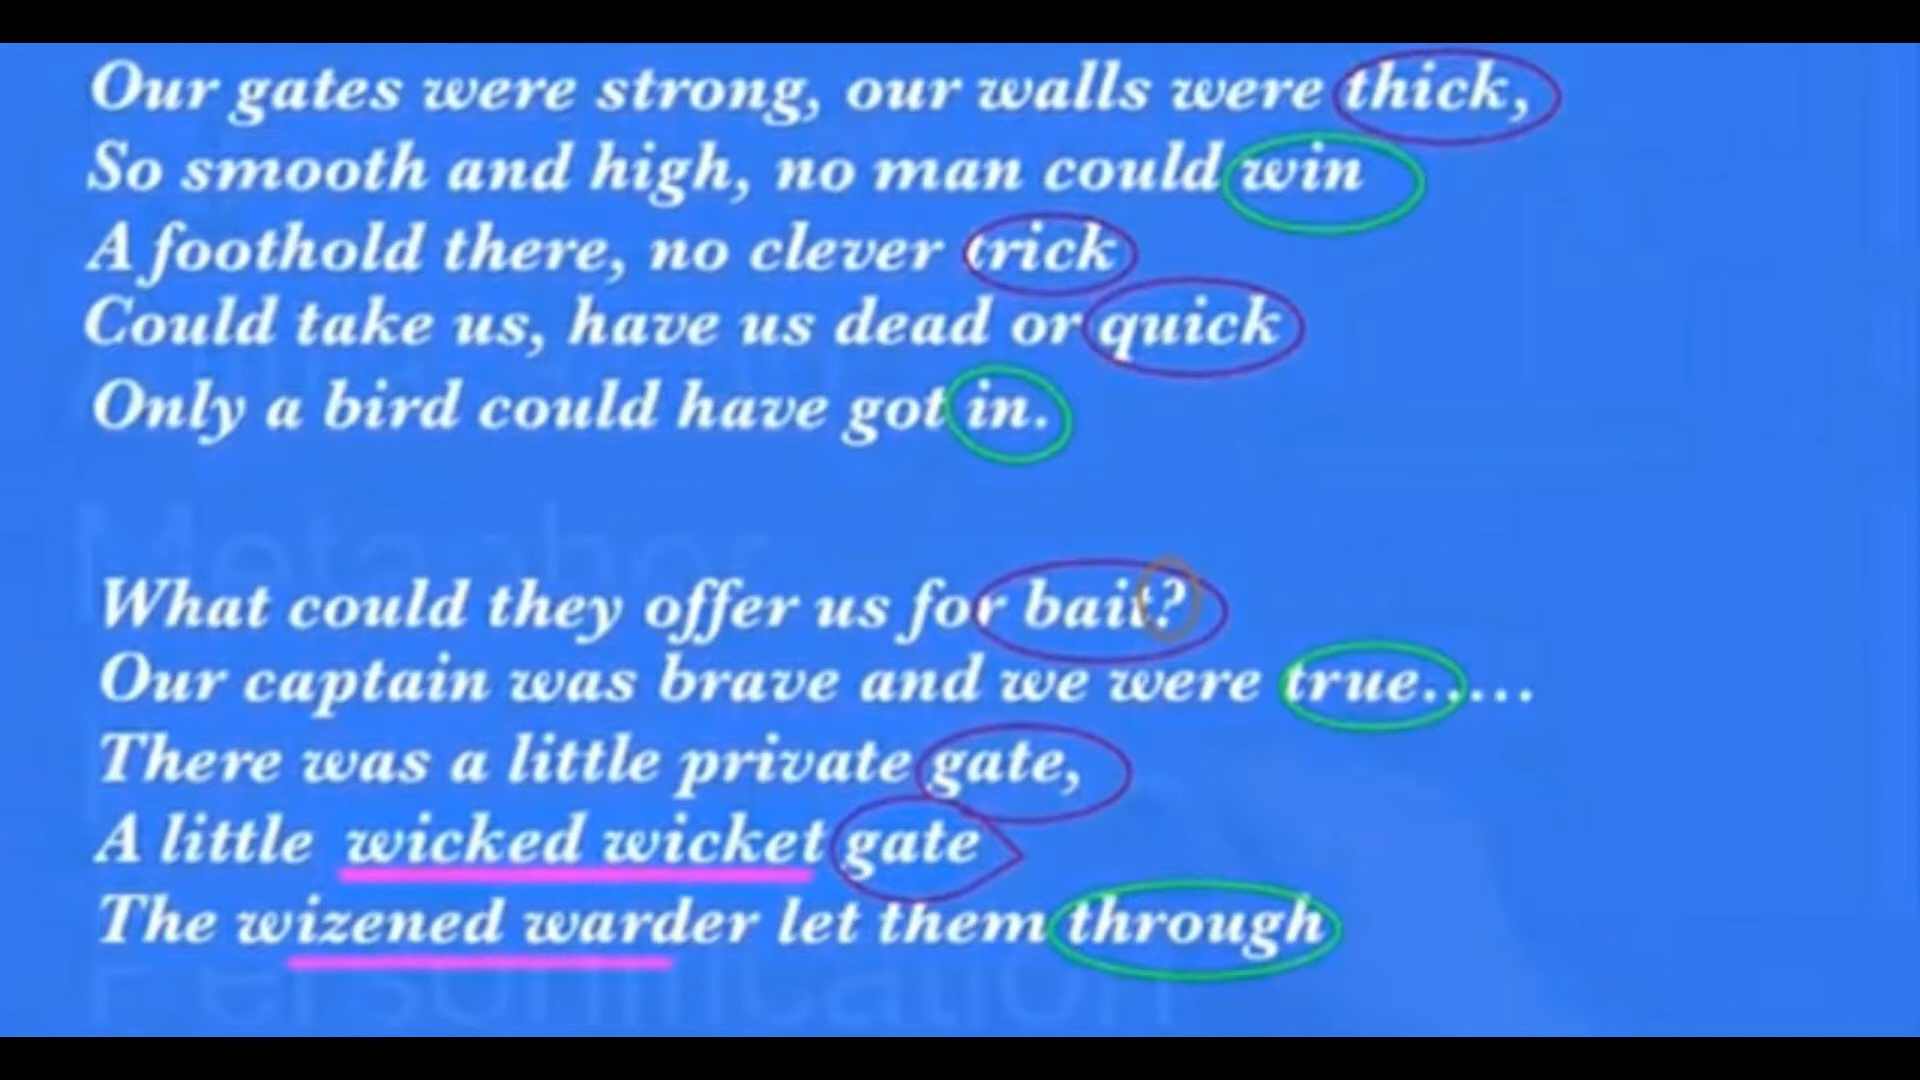 Our gates were strong, our walls were thick,
So smooth and high, no man could win
A foothold there, no clever trick
Could take us, have us dead or quick
Only a bird could have got in.
Metaphor
What could they offer us for bait?
Our captain was brave and we were true.....
There was a little private gate,
A little wicked wicket gate
The wizened warder let them through
Personification